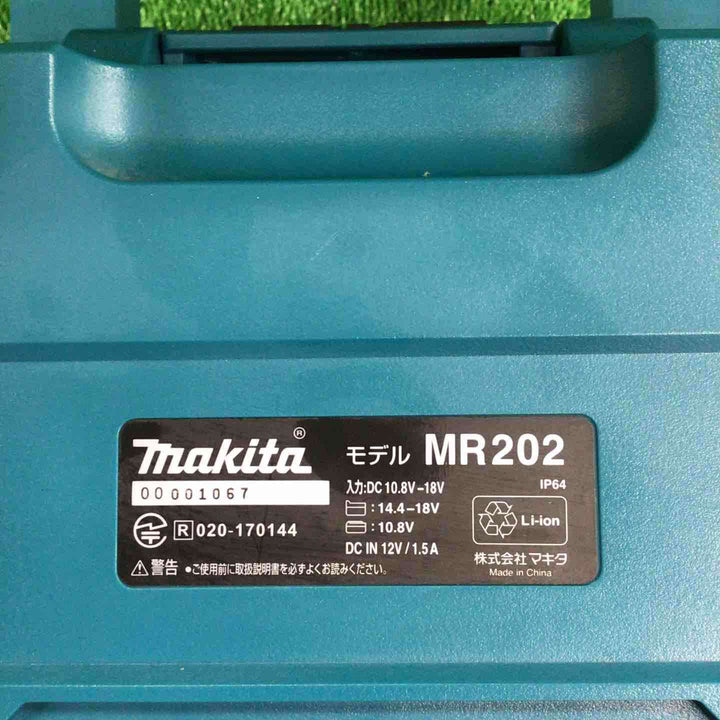 makita®
モデル MR202
00001067
入力:DC 10.8V-18V
IP64
:14.4-18V
:10.8V
Li-ion
R 020-170144
DC IN 12V/1.5A
株式会社マキタ
Made in China
⚠警告 ●ご使用前に取扱説明書を必ずよくお読みください。